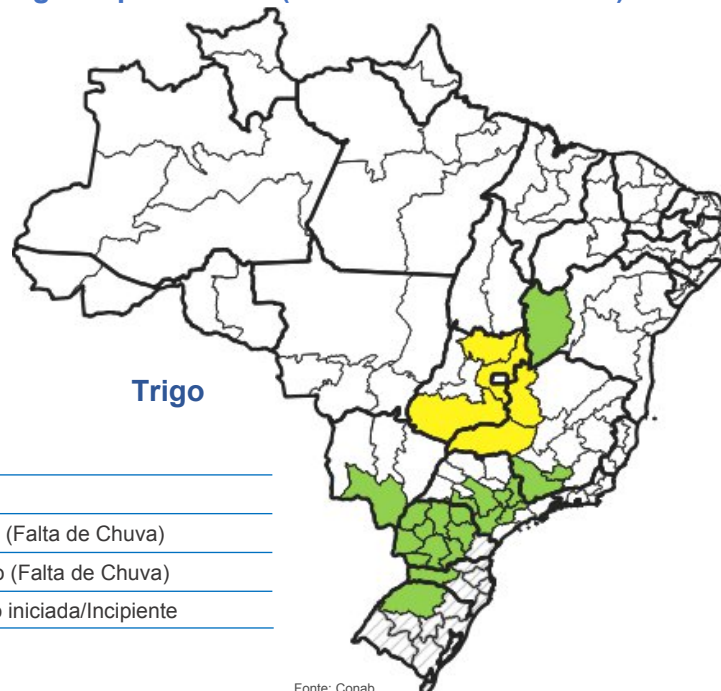 Trigo
(Falta de Chuva)
(Falta de Chuva)
iniciada/Incipiente
Fonte: Conab